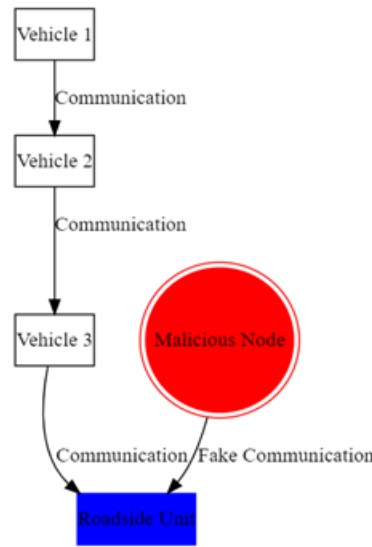 Vehicle 1
Communication
Vehicle 2
Communication
Vehicle 3
Malicious Node
Communication
Fake Communication
Roadside Unit